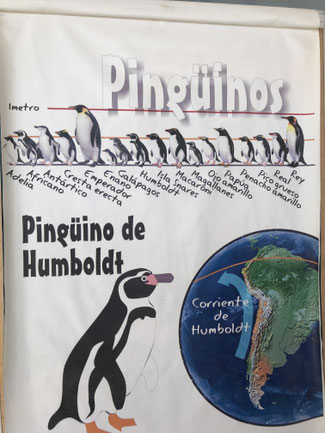 Pingüinos
1metro
Adelia
Africano
Antártico
Cresta erecta
Emperador
Enano
Galápagos
Humboldt
Isla Snares
Macaroni
Magallanes
Ojo amarillo
Papúa
Penacho amarillo
Pico grueso
Real
Rey
Pingüino de
Humboldt
Corriente
de
Humboldt